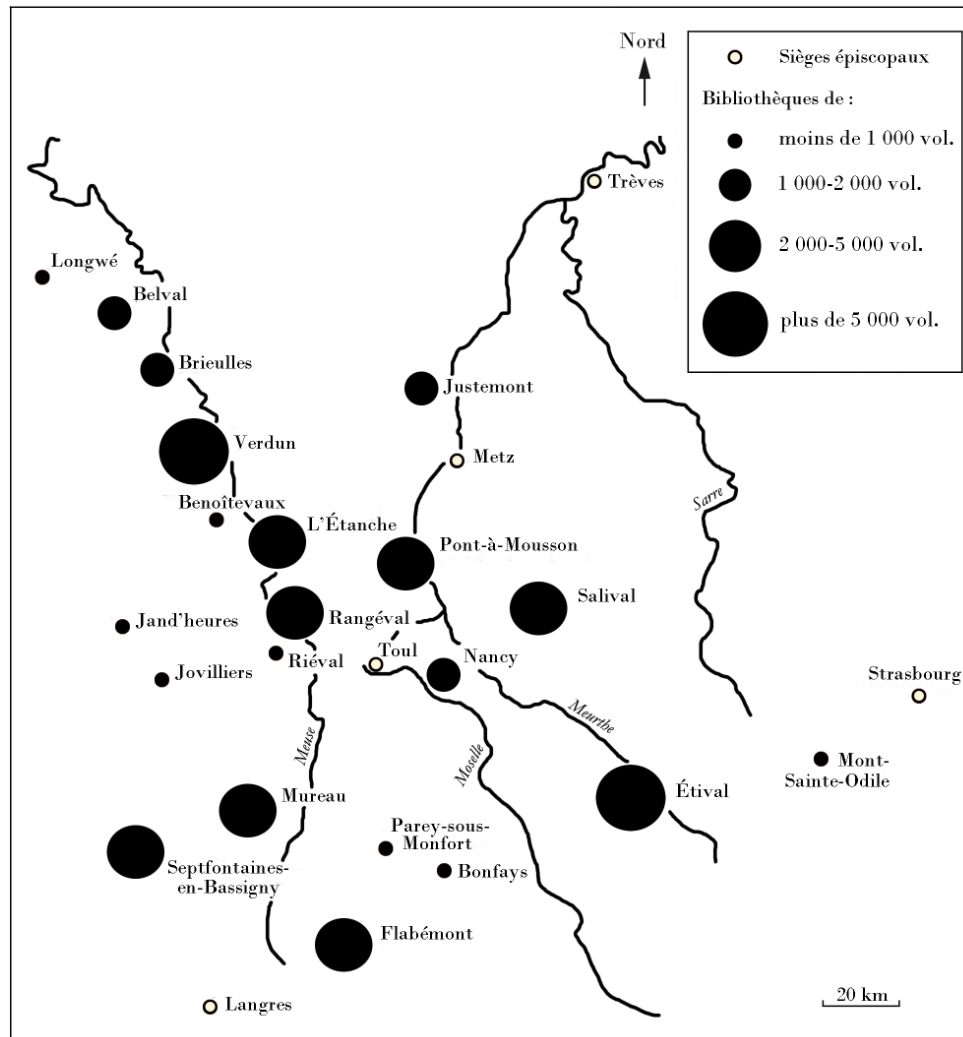 Nord
Sièges épiscopaux
Bibliothèques de :
moins de 1 000 vol.
1 000-2 000 vol.
2 000-5 000 vol.
plus de 5 000 vol.
Trèves
Longwé
Belval
Brieulles
Justemont
Verdun
Metz
Benoîtevaux
Sarre
L'Étanche
Pont-à-Mousson
Salival
Jand'heures
Rangéval
Toul
Riéval
Nancy
Jovilliers
Strasbourg
Meuse
Meurthe
Moselle
Mont-
Sainte-Odile
Mureau
Étival
Parey-sous-
Monfort
Septfontaines-
en-Bassigny
Bonfays
Flabémont
Langres
20 km